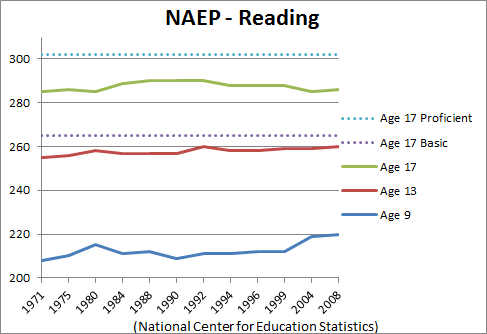 NAEP - Reading
300
280
260
240
220
200
Age 17 Proficient
Age 17 Basic
Age 17
Age 13
Age 9
1971 1975 1980 1984 1988 1990 1992 1994 1996 1999 2004 2008
(National Center for Education Statistics)